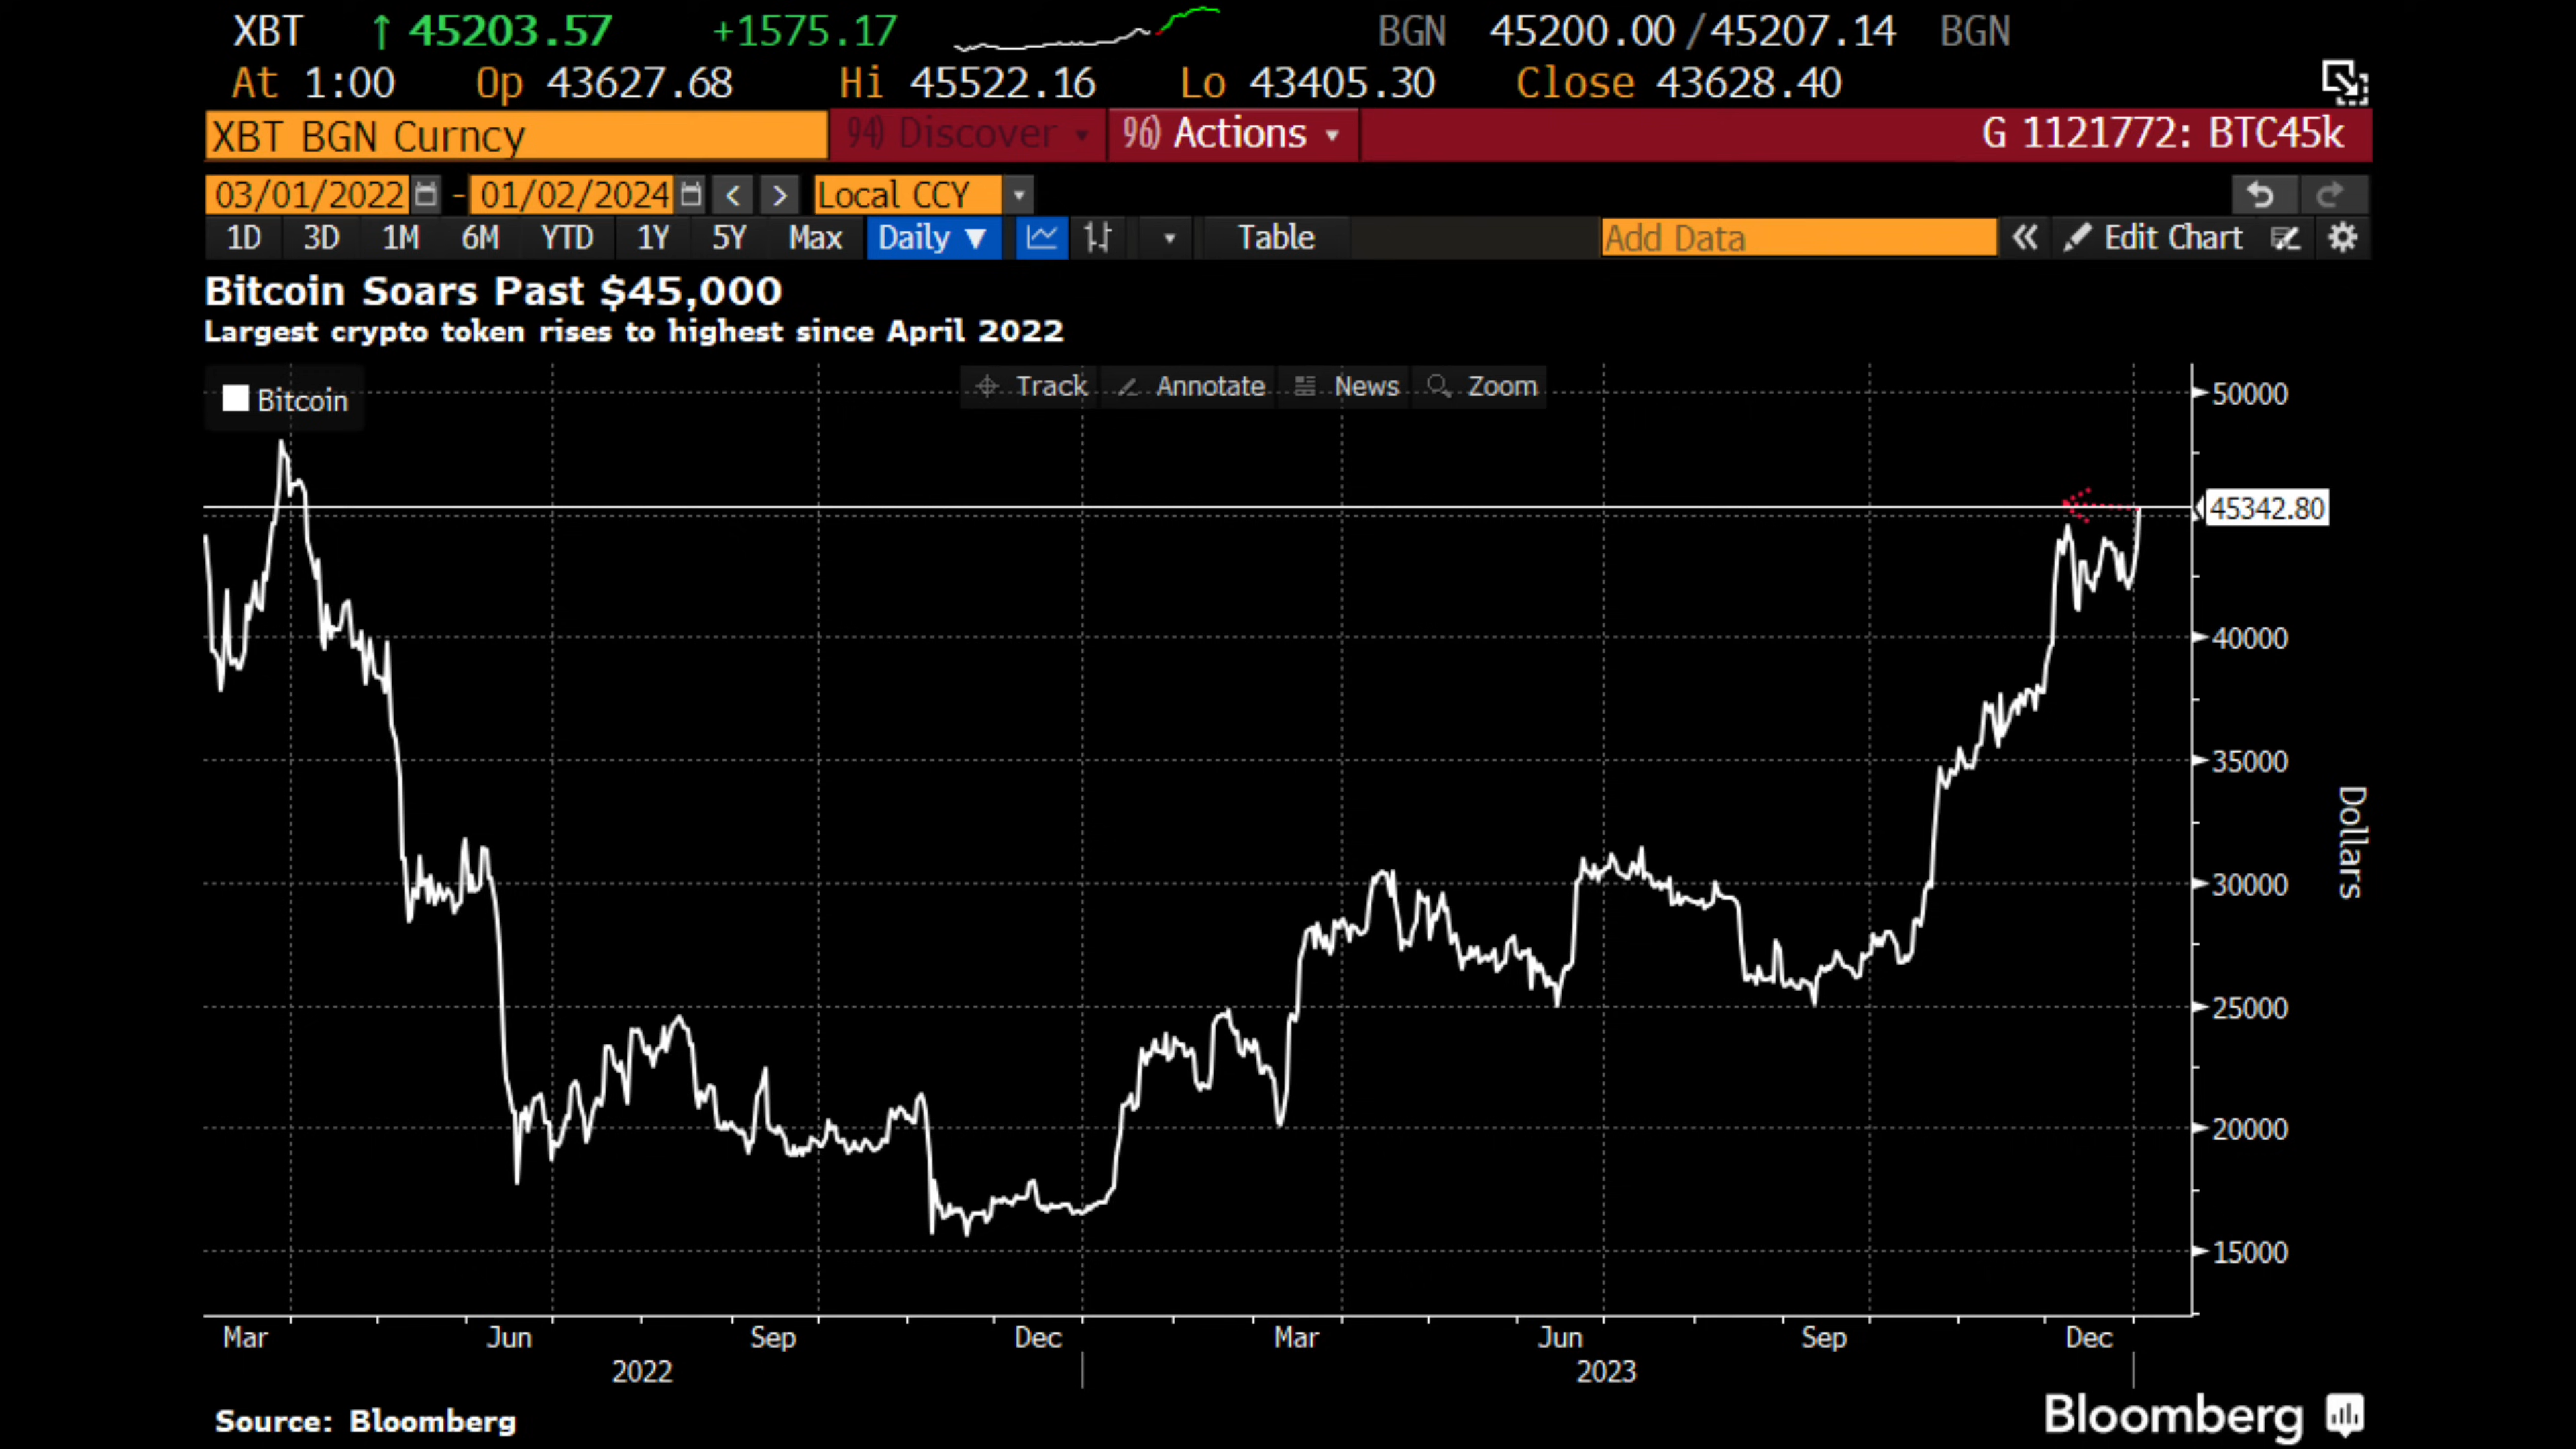 XBT ↑ 45203.57 +1575.17 BGN 45200.00 /45207.14 BGN
At 1:00 Op 43627.68 Hi 45522.16 Lo 43405.30 Close 43628.40
XBT BGN Curncy 94) Discover 96) Actions G 1121772: BTC45k
03/01/2022 - 01/02/2024 < > Local CCY
1D 3D 1M 6M YTD 1Y 5Y Max Daily ▼ Table Add Data « Edit Chart
Bitcoin Soars Past $45,000
Largest crypto token rises to highest since April 2022
Bitcoin
Track Annotate News Zoom
50000
45342.80
40000
35000
30000
25000
20000
15000
Dollars
Mar Jun Sep Dec Mar Jun Sep Dec
2022 2023
Source: Bloomberg
Bloomberg